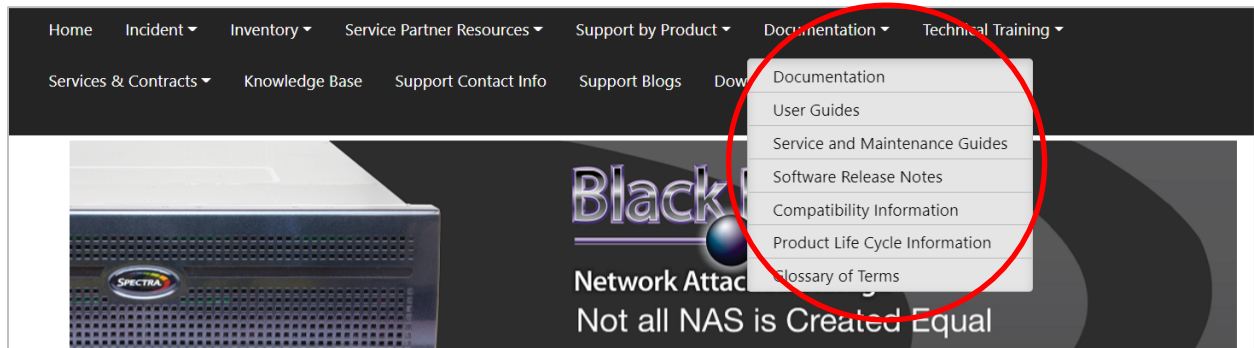 Home Incident Inventory Service Partner Resources Support by Product Documentation Technical Training
Services & Contracts Knowledge Base Support Contact Info Support Blogs
Documentation
User Guides
Service and Maintenance Guides
Software Release Notes
Compatibility Information
Product Life Cycle Information
Glossary of Terms
SPECTRA
Black
Network
Not all NAS is Created Equal